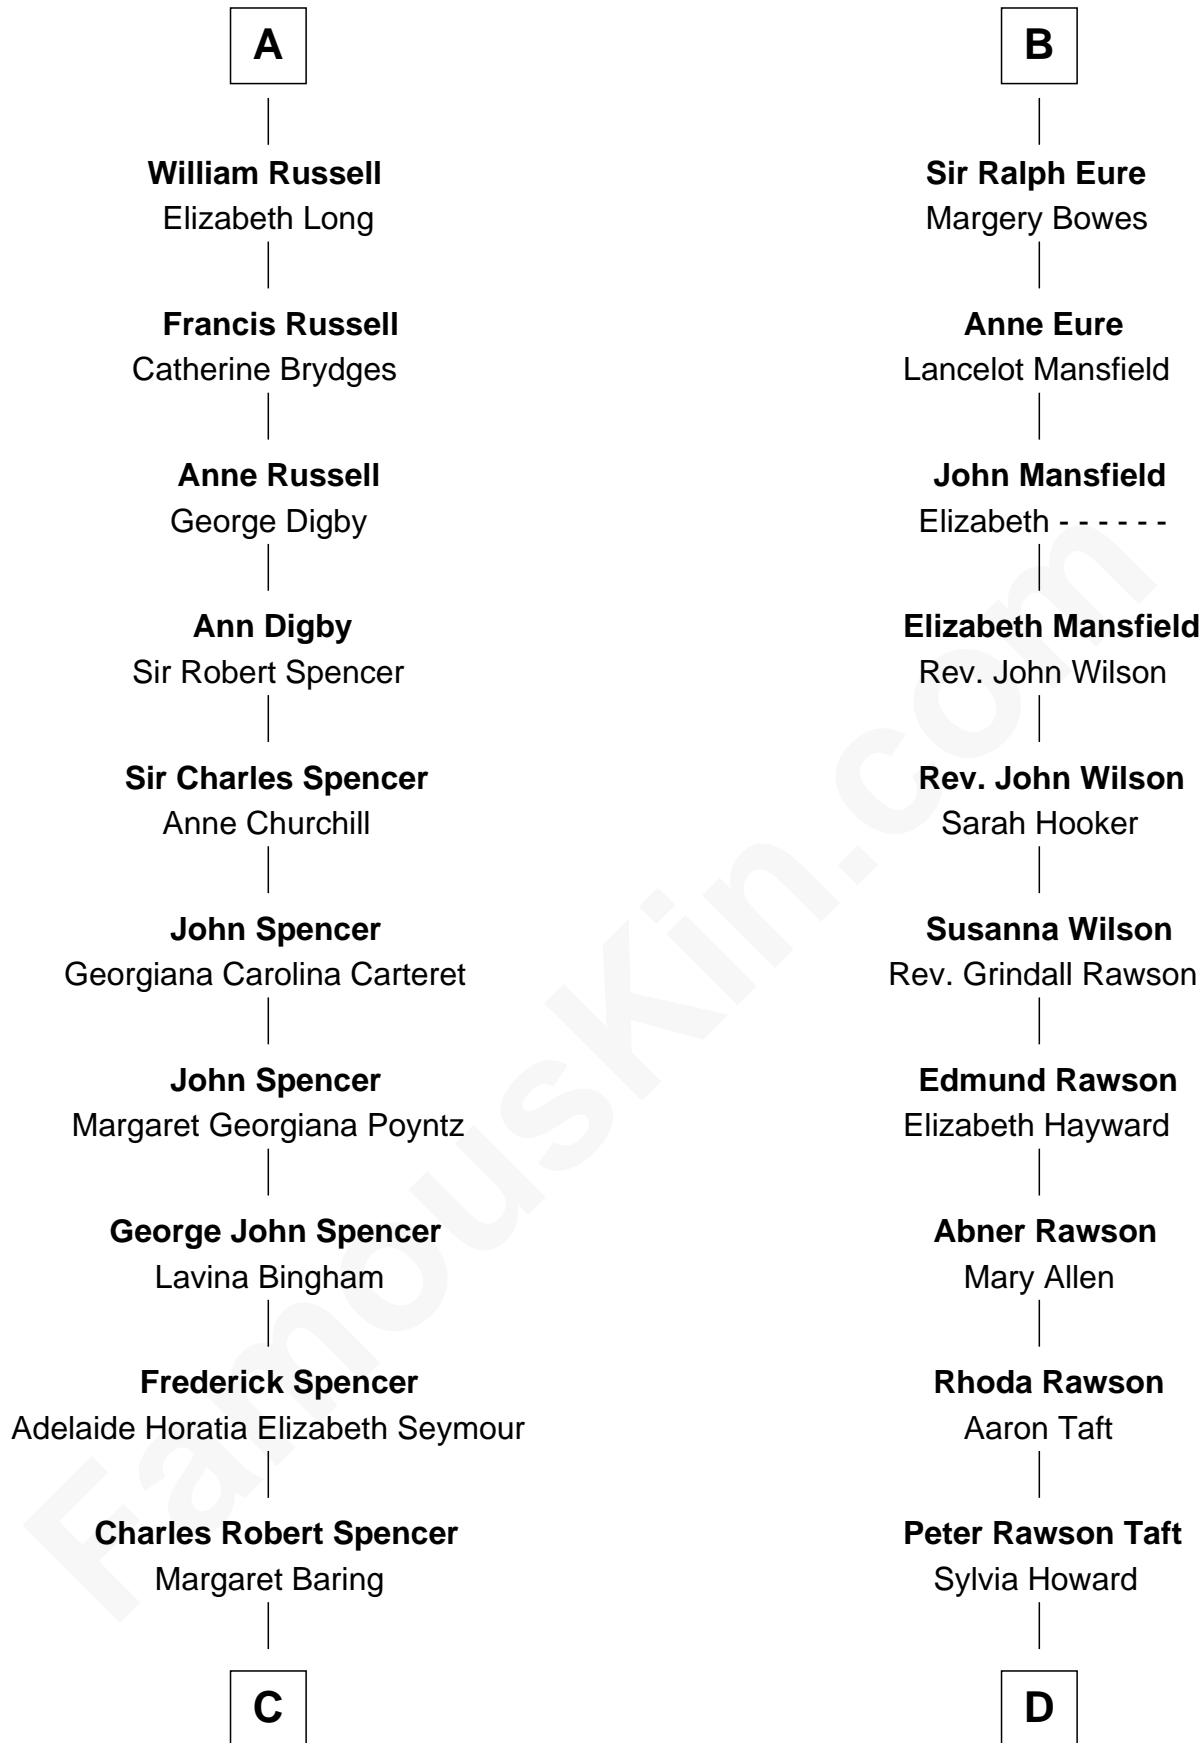 A
William Russell
Elizabeth Long
Francis Russell
Catherine Brydges
Anne Russell
George Digby
Ann Digby
Sir Robert Spencer
Sir Charles Spencer
Anne Churchill
John Spencer
Georgiana Carolina Carteret
John Spencer
Margaret Georgiana Poyntz
George John Spencer
Lavina Bingham
Frederick Spencer
Adelaide Horatia Elizabeth Seymour
Charles Robert Spencer
Margaret Baring
C
B
Sir Ralph Eure
Margery Bowes
Anne Eure
Lancelot Mansfield
John Mansfield
Elizabeth - - - - - -
Elizabeth Mansfield
Rev. John Wilson
Rev. John Wilson
Sarah Hooker
Susanna Wilson
Rev. Grindall Rawson
Edmund Rawson
Elizabeth Hayward
Abner Rawson
Mary Allen
Rhoda Rawson
Aaron Taft
Peter Rawson Taft
Sylvia Howard
D
FamousKin.com